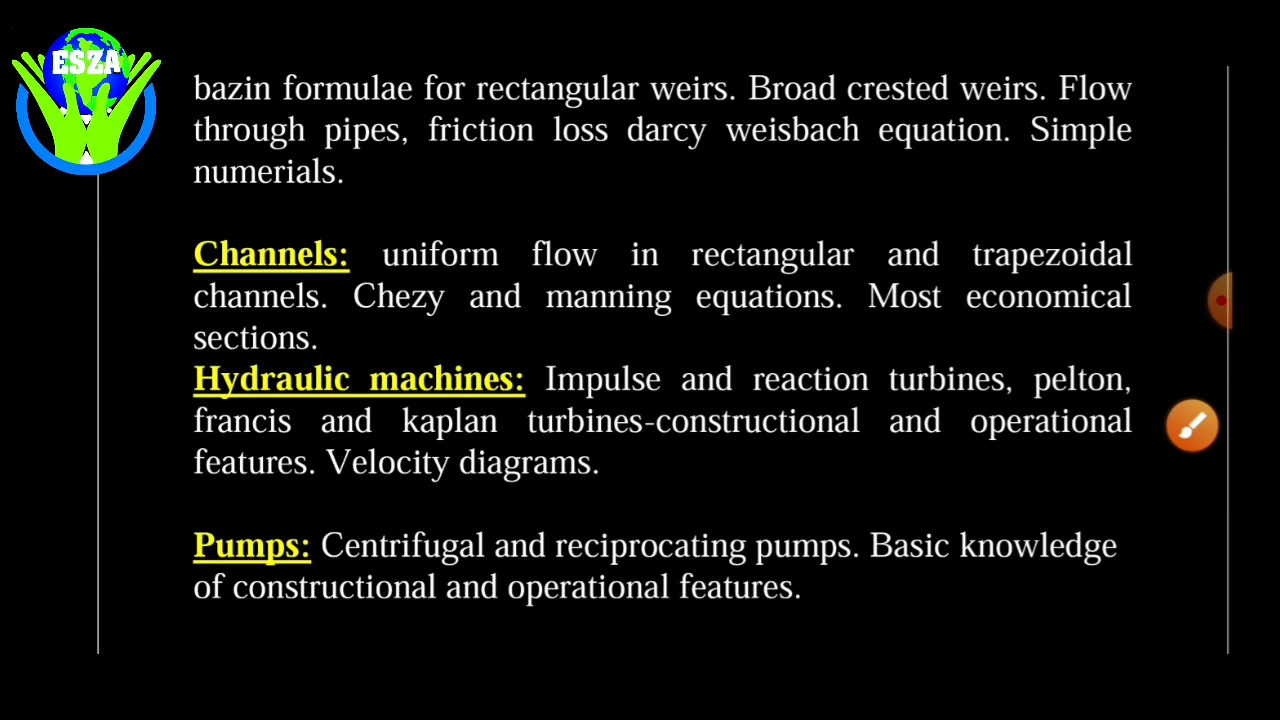 ESZA
bazin formulae for rectangular weirs. Broad crested weirs. Flow
through pipes, friction loss darcy weisbach equation. Simple
numerials.
Channels: uniform flow in rectangular and trapezoidal
channels. Chezy and manning equations. Most economical
sections.
Hydraulic machines: Impulse and reaction turbines, pelton,
francis and kaplan turbines-constructional and operational
features. Velocity diagrams.
Pumps: Centrifugal and reciprocating pumps. Basic knowledge
of constructional and operational features.